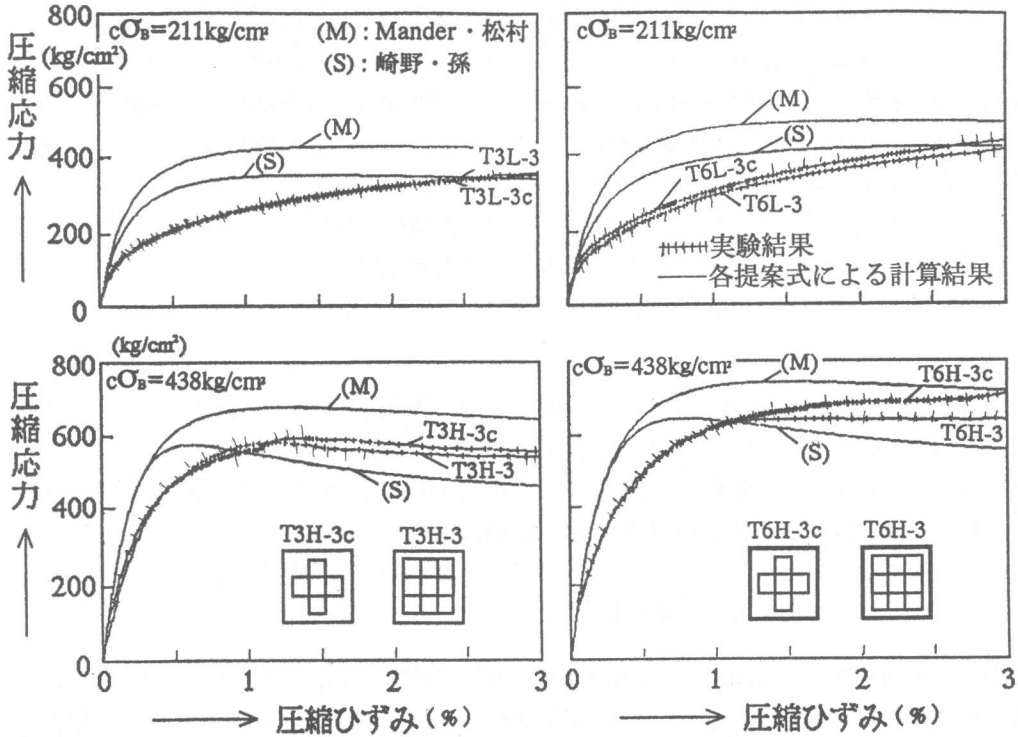 800
cσB=211kg/cm²
(M)：Mander・松村
(S)：崎野・孫
(kg/cm²)
圧縮応力
600
400
200
0
(M)
(S)
T3L-3
T3L-3c
cσB=211kg/cm²
(M)
(S)
T6L-3c
T6L-3
実験結果
各提案式による計算結果
(kg/cm²)
800
cσB=438kg/cm²
圧縮応力
600
400
200
0
(M)
T3H-3c
T3H-3
(S)
T3H-3c T3H-3
0 1 2 3
圧縮ひずみ(%)
cσB=438kg/cm²
(M)
T6H-3c
T6H-3
(S)
T6H-3c T6H-3
0 1 2 3
圧縮ひずみ(%)